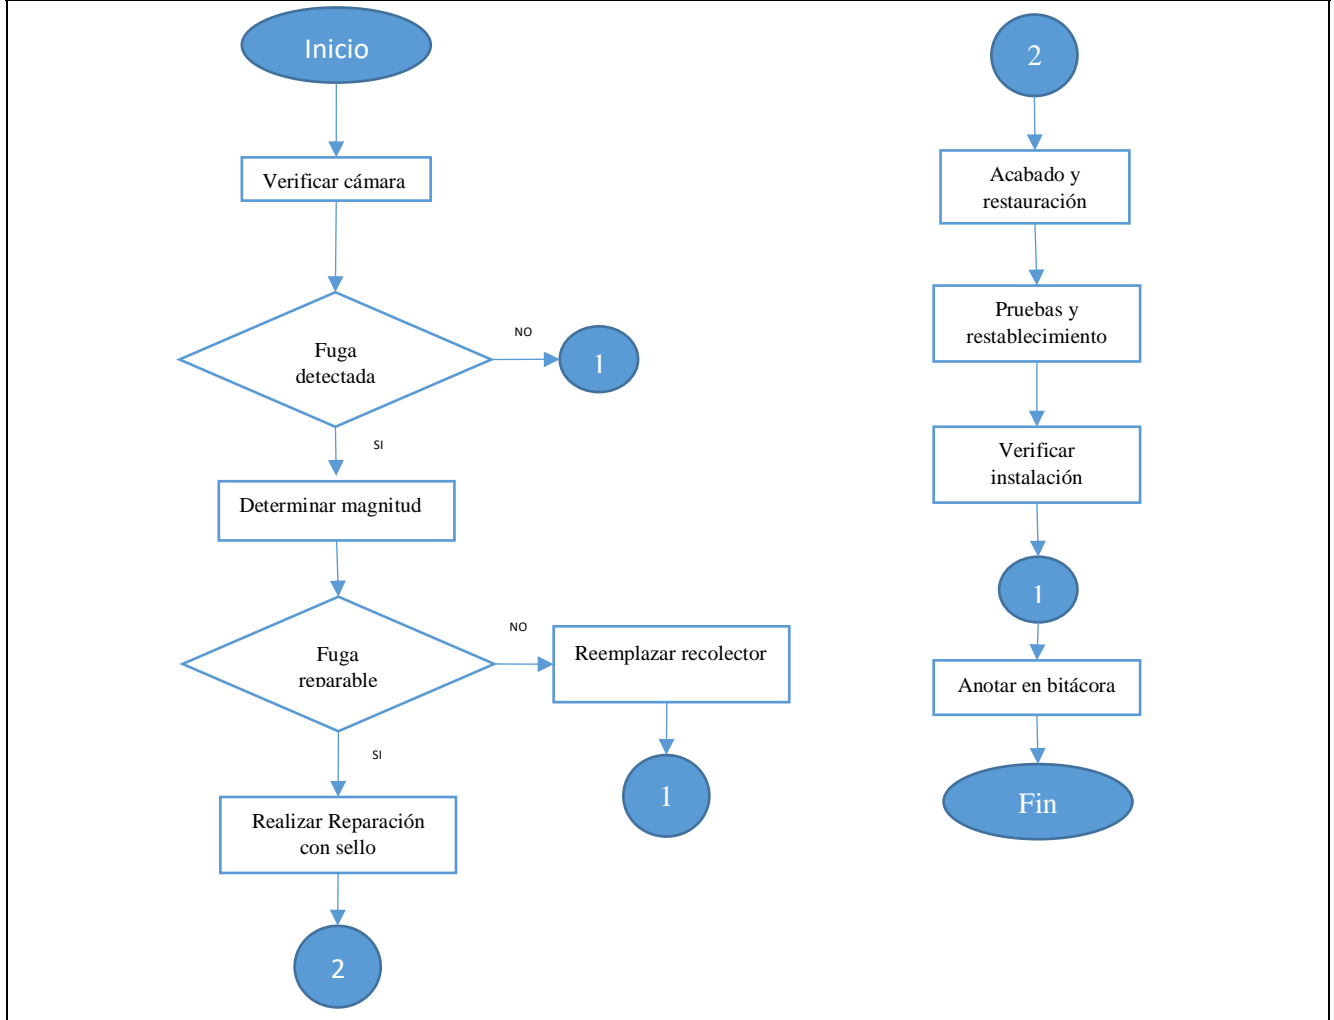 Inicio
Verificar cámara
Fuga
detectada
NO
1
SI
Determinar magnitud
Fuga
reparable
NO
Reemplazar recolector
1
SI
Realizar Reparación
con sello
2
2
Acabado y
restauración
Pruebas y
restablecimiento
Verificar
instalación
1
Anotar en bitácora
Fin